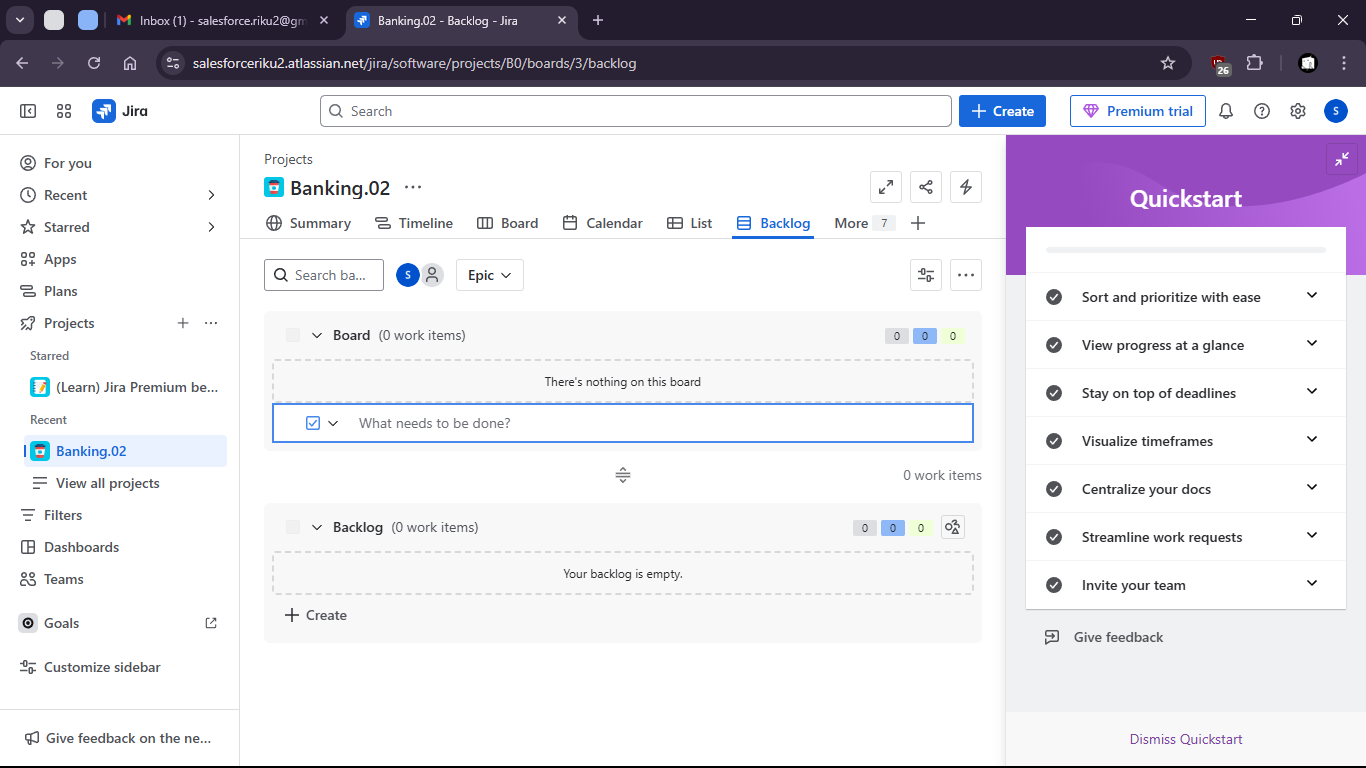 Inbox (1) - salesforce.riku2@gm
Banking.02 - Backlog - Jira
salesforceriku2.atlassian.net/jira/software/projects/B0/boards/3/backlog
26
Jira
Search
Create
Premium trial
S
For you
Recent
Starred
Apps
Plans
Projects
Starred
(Learn) Jira Premium be...
Recent
Banking.02
View all projects
Filters
Dashboards
Teams
Goals
Customize sidebar
Give feedback on the ne...
Projects
Banking.02
Summary
Timeline
Board
Calendar
List
Backlog
More 7
Search ba...
S
Epic
Board (0 work items)
0 0 0
There's nothing on this board
What needs to be done?
0 work items
Backlog (0 work items)
0 0 0
Your backlog is empty.
Create
Quickstart
Sort and prioritize with ease
View progress at a glance
Stay on top of deadlines
Visualize timeframes
Centralize your docs
Streamline work requests
Invite your team
Give feedback
Dismiss Quickstart